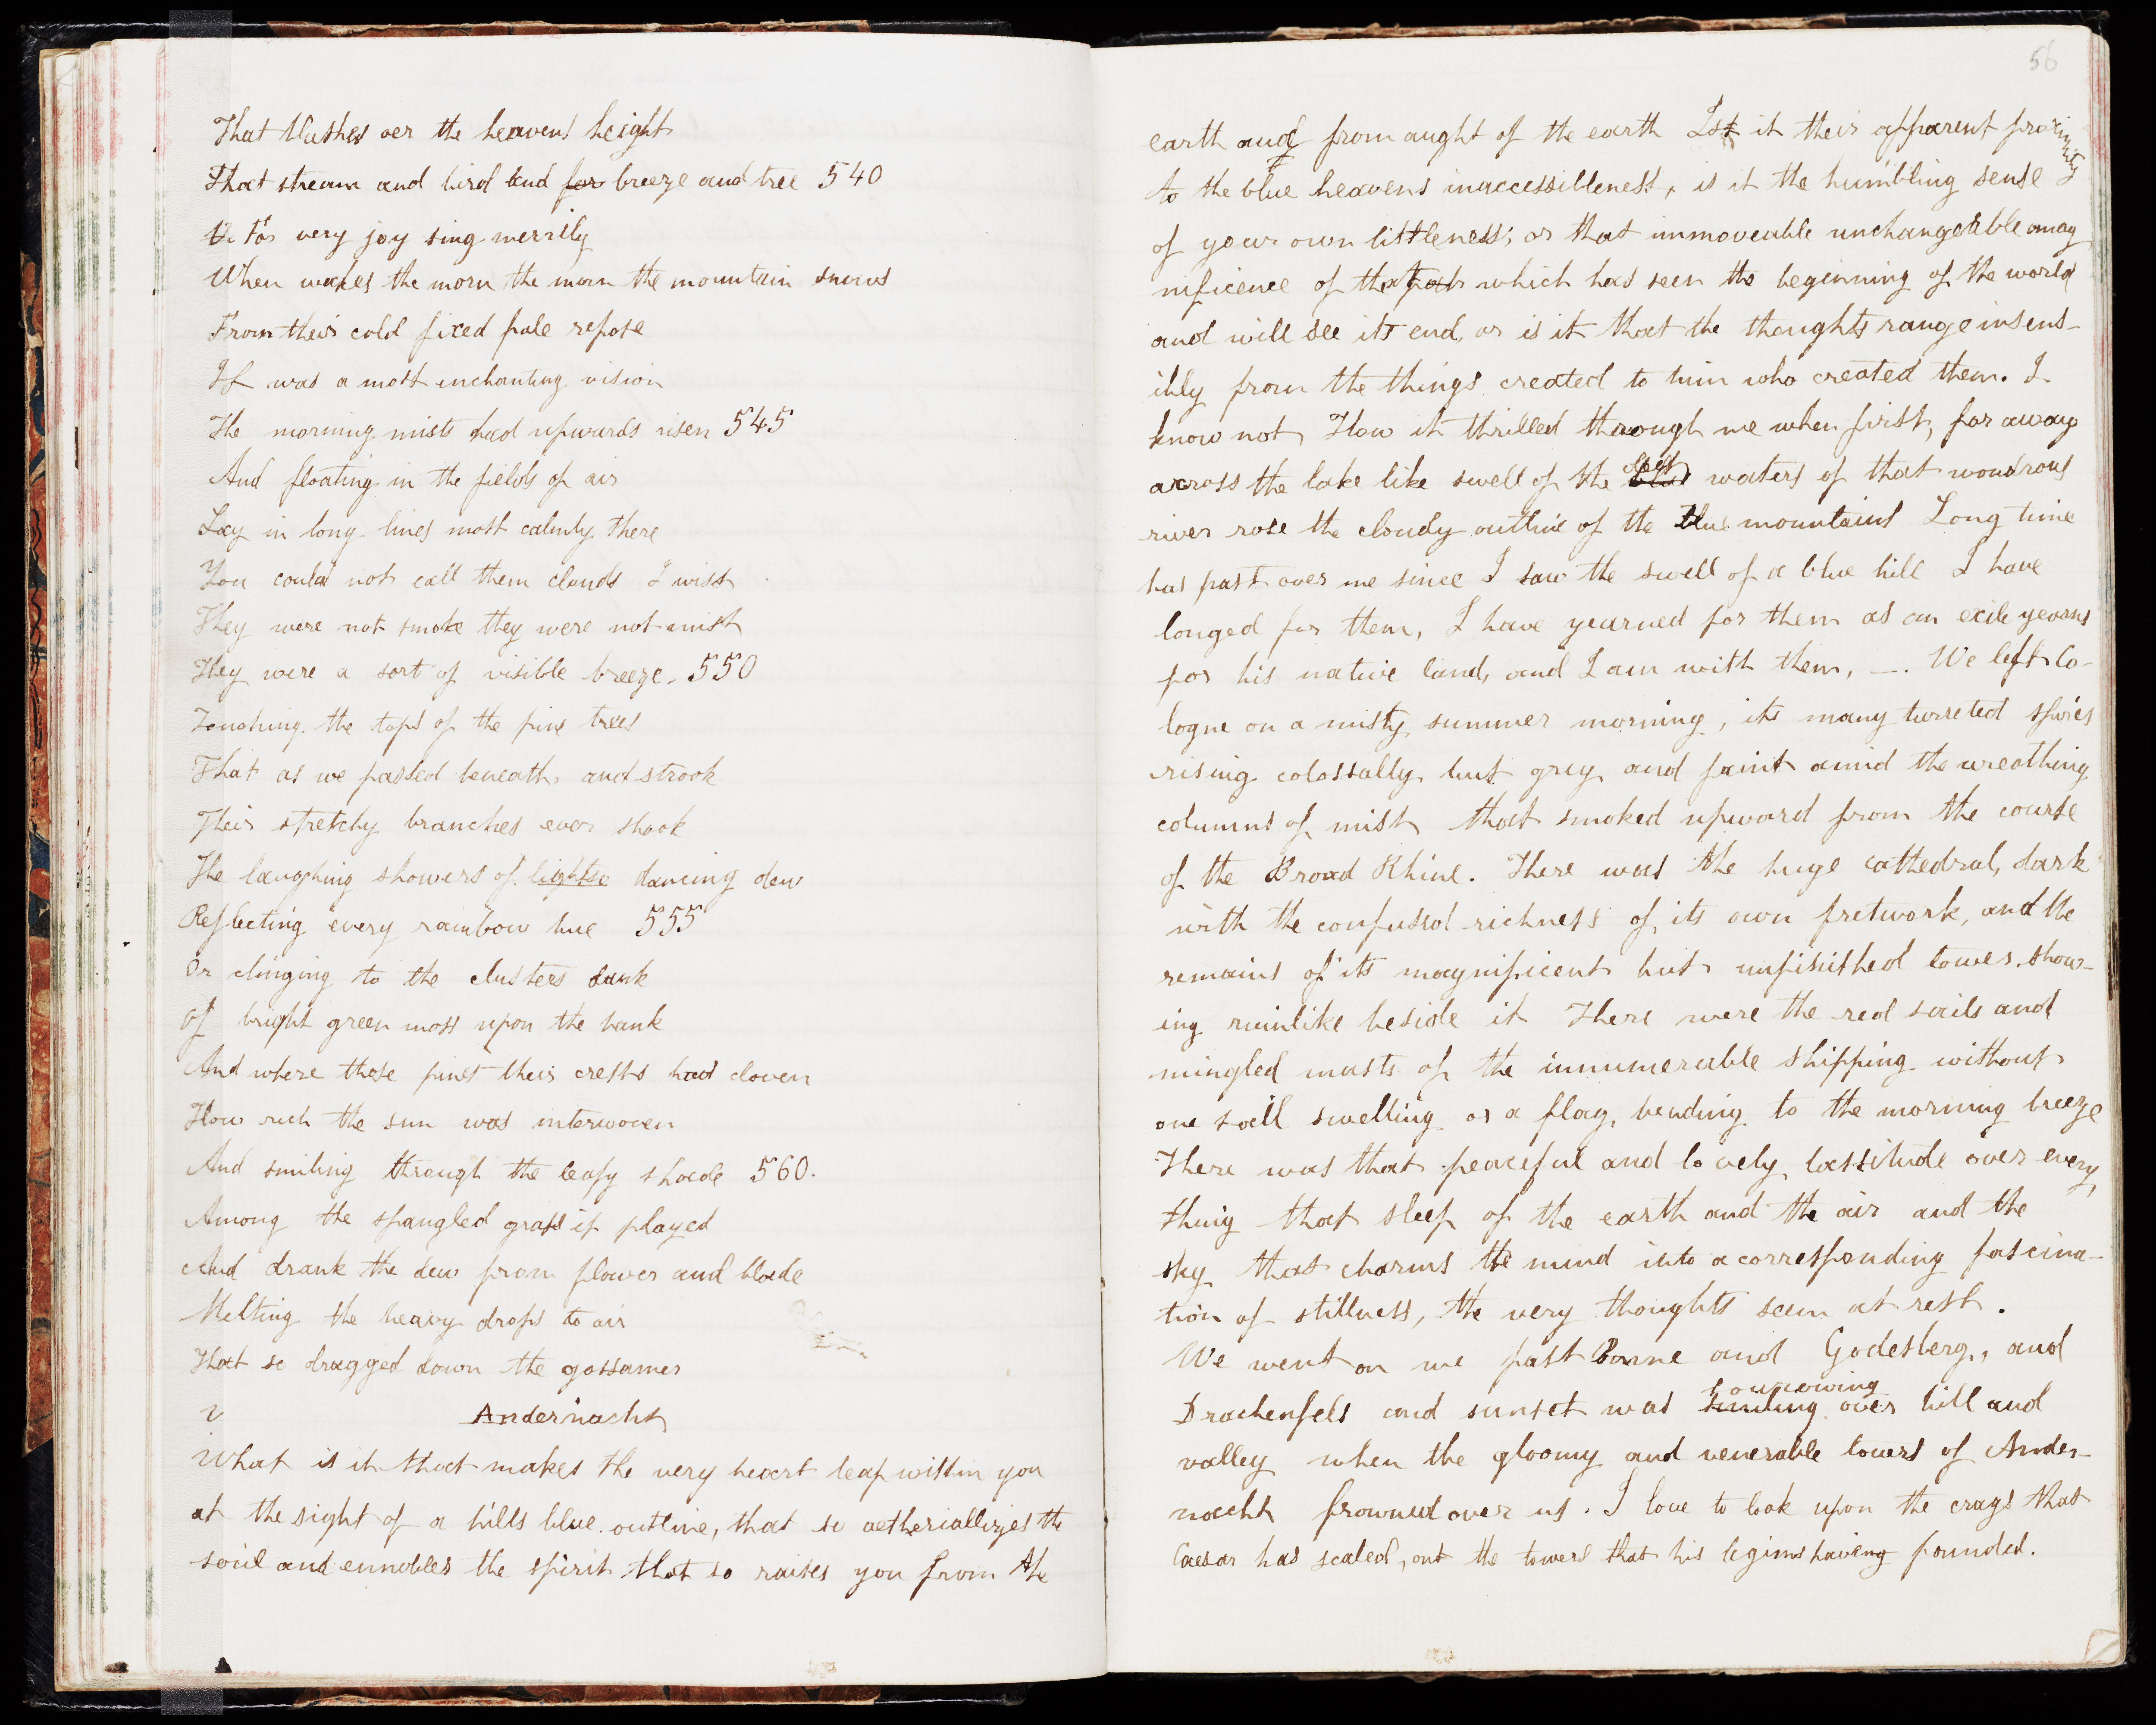 That blushes oer the heavens height
That stream and bird and for breeze and tree 540
For very joy sing merrily
When wakes the morn the morn the mountain snows
From their cold fixed pale repose
It was a most enchanting vision
The morning mists had upwards risen 545
And floating in the fields of air
Lay in long lines most calmly there
You could not call them clouds I wist
They were not smoke they were not mist
They were a sort of visible breeze. 550
Touching the tops of the pine trees
That as we passed beneath and strook
Their stretchy branches ever shook
The laughing showers of dancing dew
Reflecting every rainbow hue 555
Or clinging to the clusters dank
of bright green moss upon the bank
And where those pines their crests had cloven
How rich the sun was interwoven
And smiling through the leafy shade 560.
Among the spangled grass it played
And drank the dew from flower and blade
Melting the heavy drops to air
That so dragged down the gossamer
Andernacht
What is it that makes the very heart leap within you
at the sight of a hills blue outline, that so aetheriallizes the
soul and ennobles the spirit that so raises you from the
56
earth and from aught of the earth Is it their apparent proximity
to the blue heavens inaccessibleness, is it the humbling sense
of your own littleness, or that immoveable unchangeable mag
nificence of that which has seen the beginning of the world
and will see its end, or is it that the thoughts range insens-
ibly from the things created to him who created them. I
know not How it thrilled through me when first, far away
across the lake like swell of the deep waters of that wondrous
river rose the cloudy outline of the blue mountains Long time
has past over me since I saw the swell of a blue hill I have
longed for them, I have yearned for them as an exile yearns
for his native land, and I am with them, —. We left Co-
logne on a misty summer morning, its many turreted spires
rising colossally but grey and faint amid the wreathing
columns of mist that smoked upward from the course
of the Broad Rhine. There was the huge cathedral, dark
with the confused richness of its own fretwork, and the
remains of its magnificent but unfinished tower show-
ing ruinlike beside it There were the red sails and
mingled masts of the innumerable shipping without
one sail swelling or a flag bending to the morning breeze
There was that peaceful and lovely lassitude over every
thing that sleep of the earth and the air and the
sky that charms the mind into a corresponding fascina-
tion of stillness, the very thoughts seem at rest.
We went on we past Bonne and Godesberg, and
Drachenfels and sunset was smiling over hill and
valley when the gloomy and venerable towers of Ander-
nacht frowned over us. I love to look upon the crags that
Caesar has scaled, ont the towers that his legions having founded.